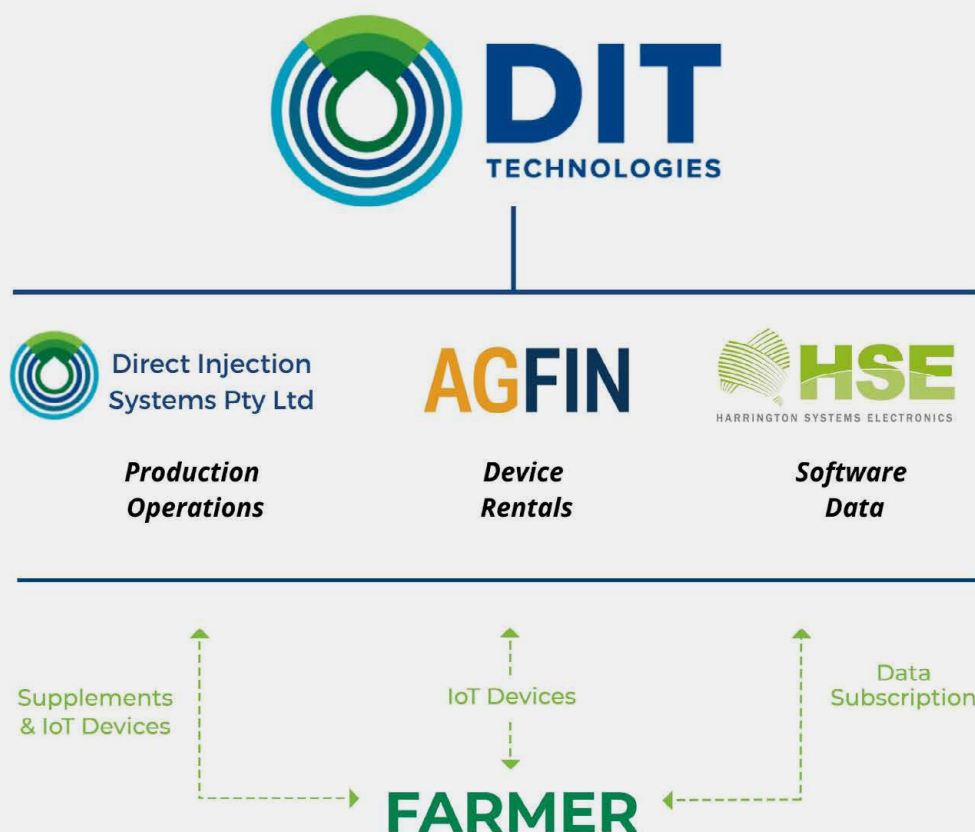 DIT
TECHNOLOGIES
Direct Injection
Systems Pty Ltd
AGFIN
HSE
HARRINGTON SYSTEMS ELECTRONICS
Production
Operations
Device
Rentals
Software
Data
Supplements
& IoT Devices
IoT Devices
Data
Subscription
FARMER